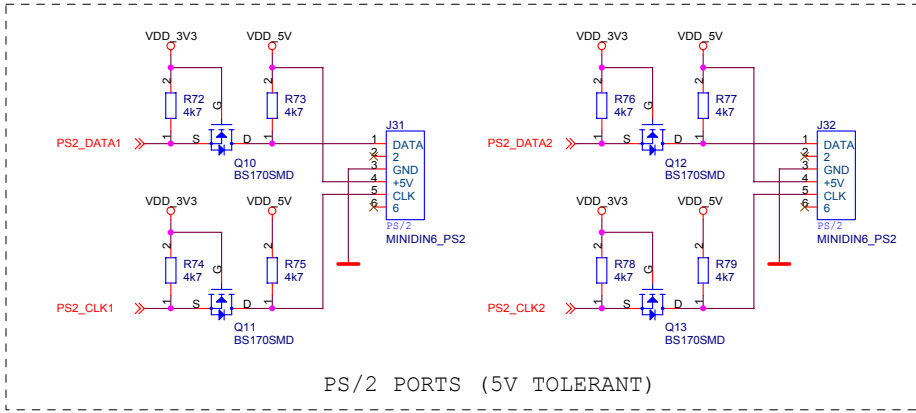 VDD_3V3 VDD_5V
2 2
R72 4k7
G
R73 4k7
1 1
PS2_DATA1 S D
Q10
BS170SMD
J31
1 DATA
2 2
3 GND
4 +5V
5 CLK
6 6
PS/2
MINIDIN6_PS2
VDD_3V3 VDD_5V
2 2
R74 4k7
G
R75 4k7
1 1
PS2_CLK1 S D
Q11
BS170SMD
VDD_3V3 VDD_5V
2 2
R76 4k7
G
R77 4k7
1 1
PS2_DATA2 S D
Q12
BS170SMD
J32
1 DATA
2 2
3 GND
4 +5V
5 CLK
6 6
PS/2
MINIDIN6_PS2
VDD_3V3 VDD_5V
2 2
R78 4k7
G
R79 4k7
1 1
PS2_CLK2 S D
Q13
BS170SMD
PS/2 PORTS (5V TOLERANT)